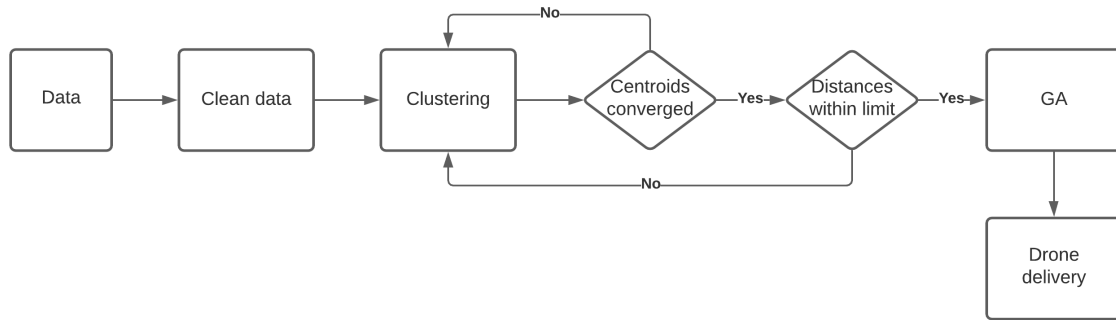 No
Data
Clean data
Clustering
Centroids
converged
Yes
Distances
within limit
Yes
GA
No
Drone
delivery